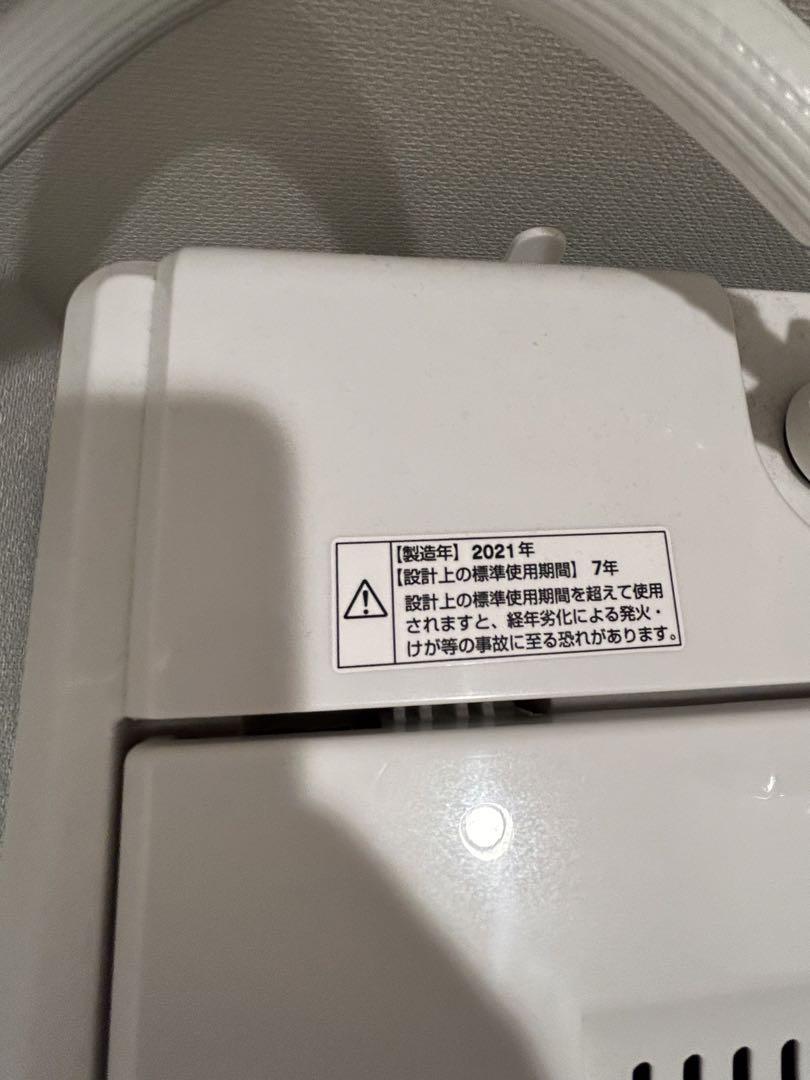 【製造年】 2021年
【設計上の標準使用期間】 7年
設計上の標準使用期間を超えて使用
されますと、経年劣化による発火・
けが等の事故に至る恐れがあります。